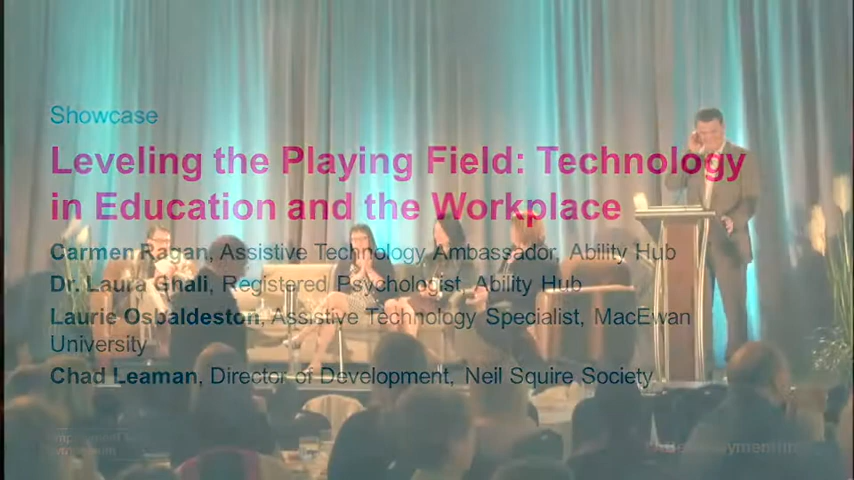 Showcase
Leveling the Playing Field: Technology
in Education and the Workplace
Carmen Ragan, Assistive Technology Ambassador, Ability Hub
Dr. Laura Ghali, Registered Psychologist, Ability Hub
Laurie Osbaldeston, Assistive Technology Specialist, MacEwan
University
Chad Leaman, Director of Development, Neil Squire Society